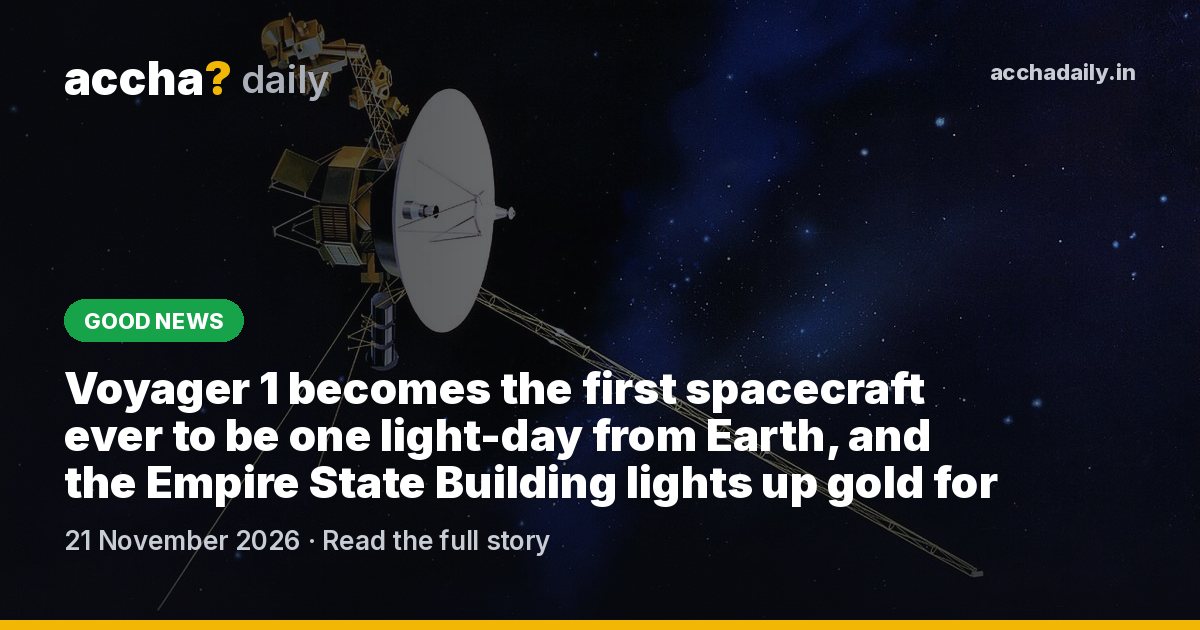 accha? daily
acchadaily.in
GOOD NEWS
Voyager 1 becomes the first spacecraft
ever to be one light-day from Earth, and
the Empire State Building lights up gold for
21 November 2026 · Read the full story